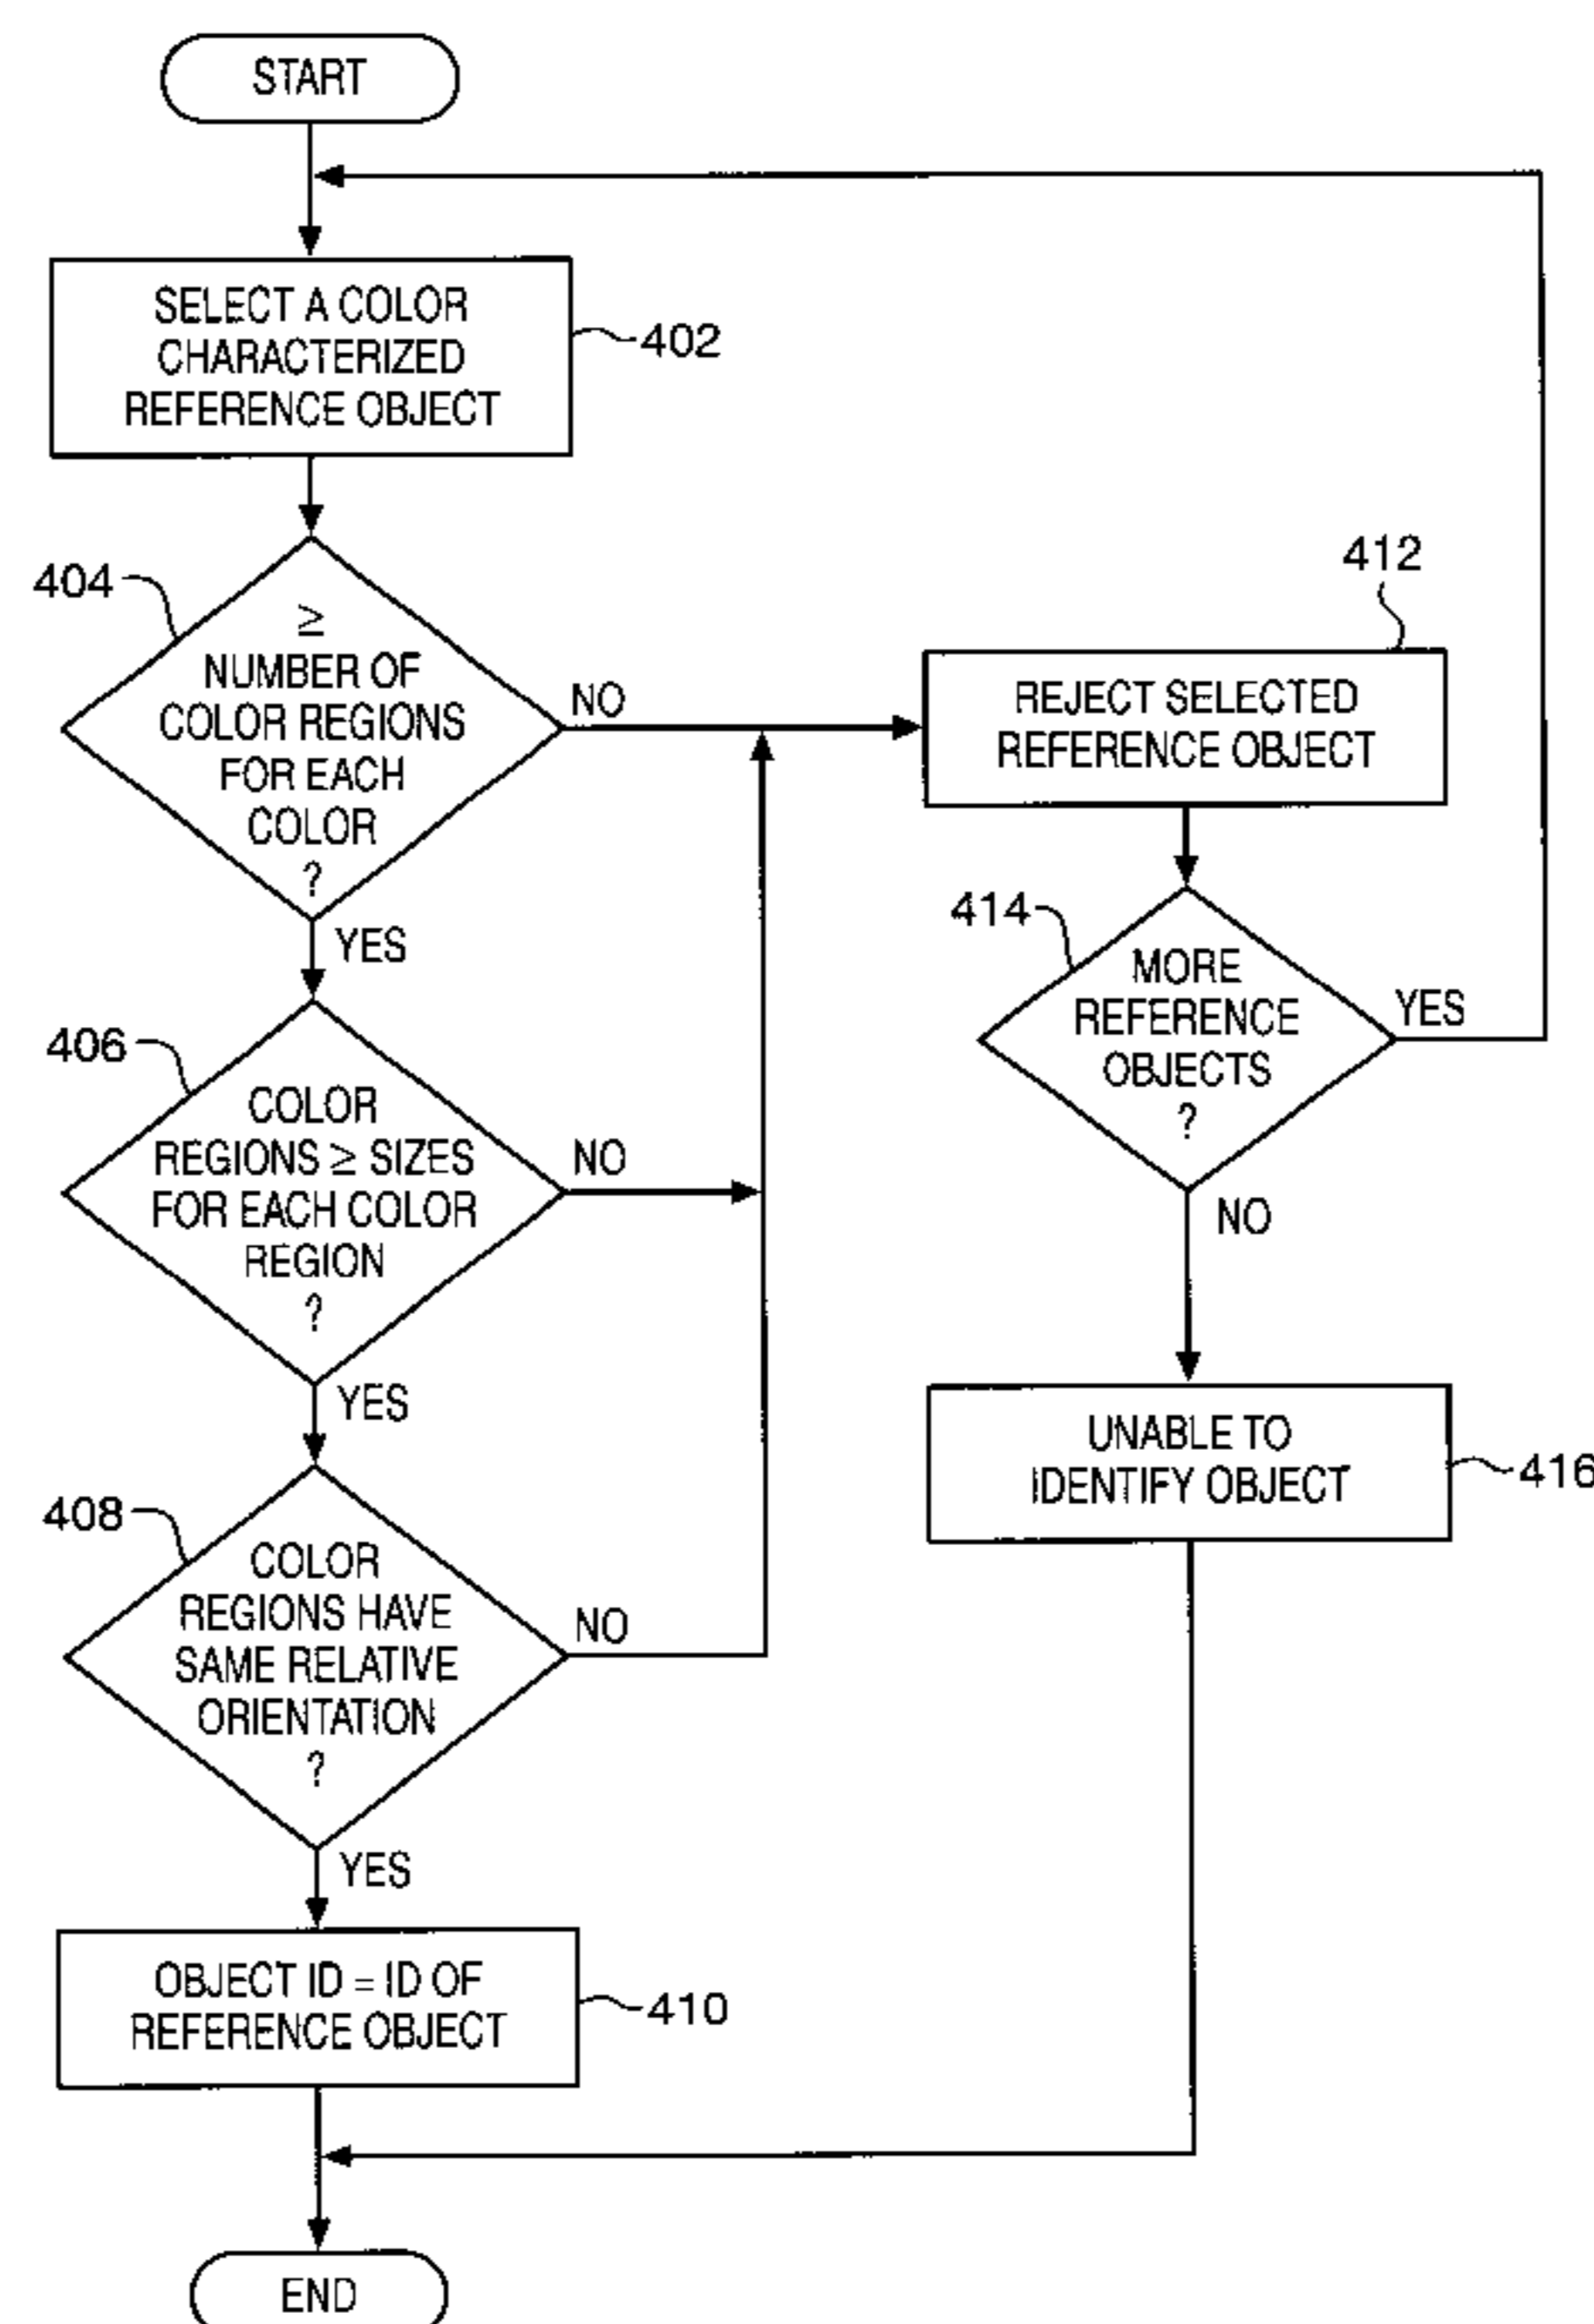 START
SELECT A COLOR
CHARACTERIZED
REFERENCE OBJECT
402
404
≥
NUMBER OF
COLOR REGIONS
FOR EACH
COLOR
?
NO
YES
412
REJECT SELECTED
REFERENCE OBJECT
414
MORE
REFERENCE
OBJECTS
?
YES
NO
406
COLOR
REGIONS ≥ SIZES
FOR EACH COLOR
REGION
?
NO
YES
UNABLE TO
IDENTIFY OBJECT
416
408
COLOR
REGIONS HAVE
SAME RELATIVE
ORIENTATION
?
NO
YES
OBJECT ID = ID OF
REFERENCE OBJECT
410
END